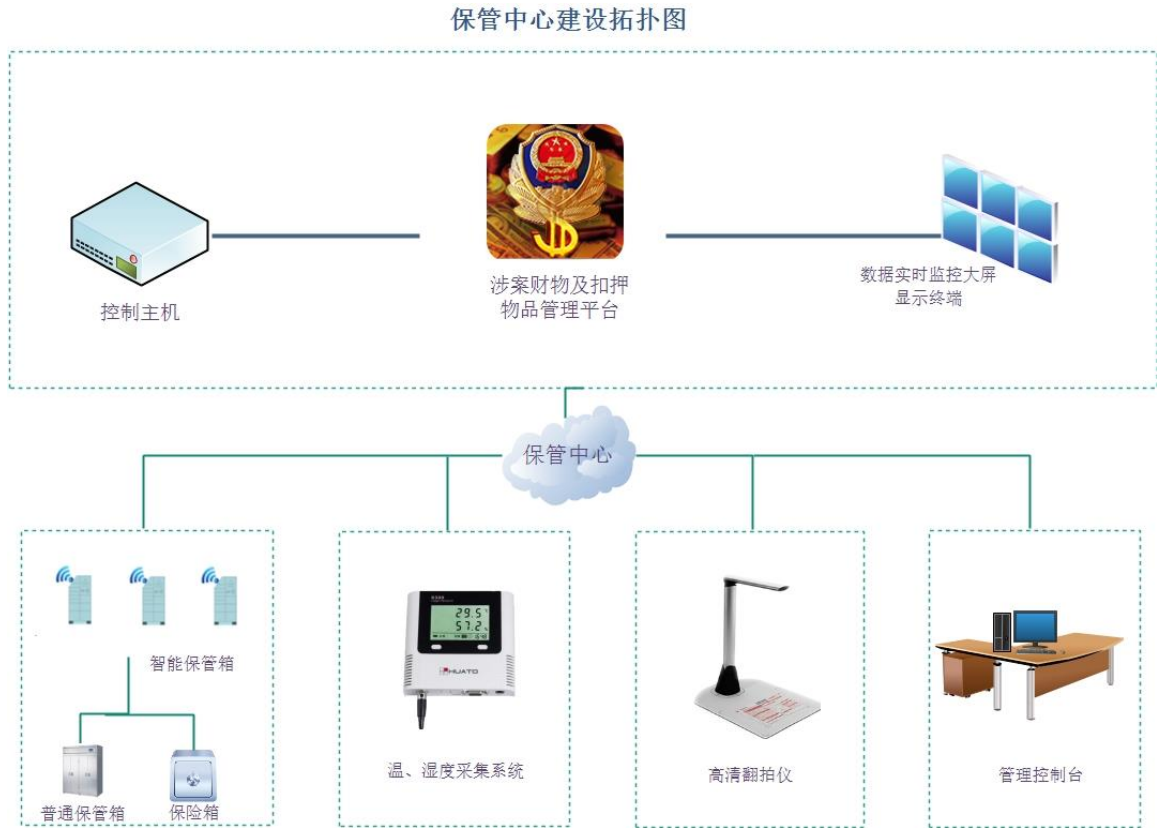 保管中心建设拓扑图
控制主机
涉案财物及扣押
物品管理平台
数据实时监控大屏
显示终端
保管中心
智能保管箱
普通保管箱
保险箱
29.5
57.2
HUATO
温、湿度采集系统
高清翻拍仪
管理控制台